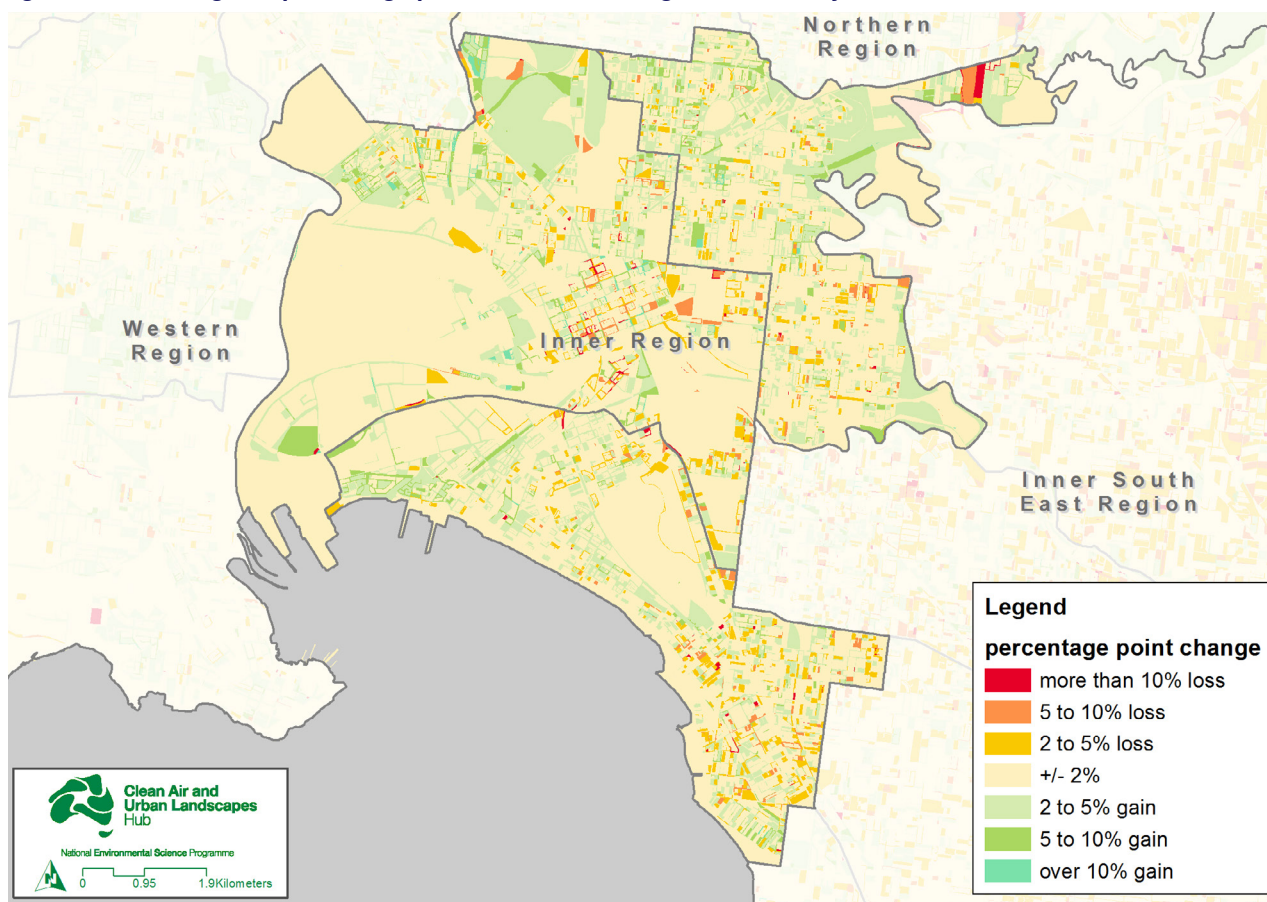 Northern
Region
Western
Region
Inner Region
Inner South
East Region
Legend
percentage point change
more than 10% loss
5 to 10% loss
2 to 5% loss
+/- 2%
2 to 5% gain
5 to 10% gain
over 10% gain
Clean Air and
Urban Landscapes
Hub
National Environmental Science Programme
0 0.95 1.9Kilometers